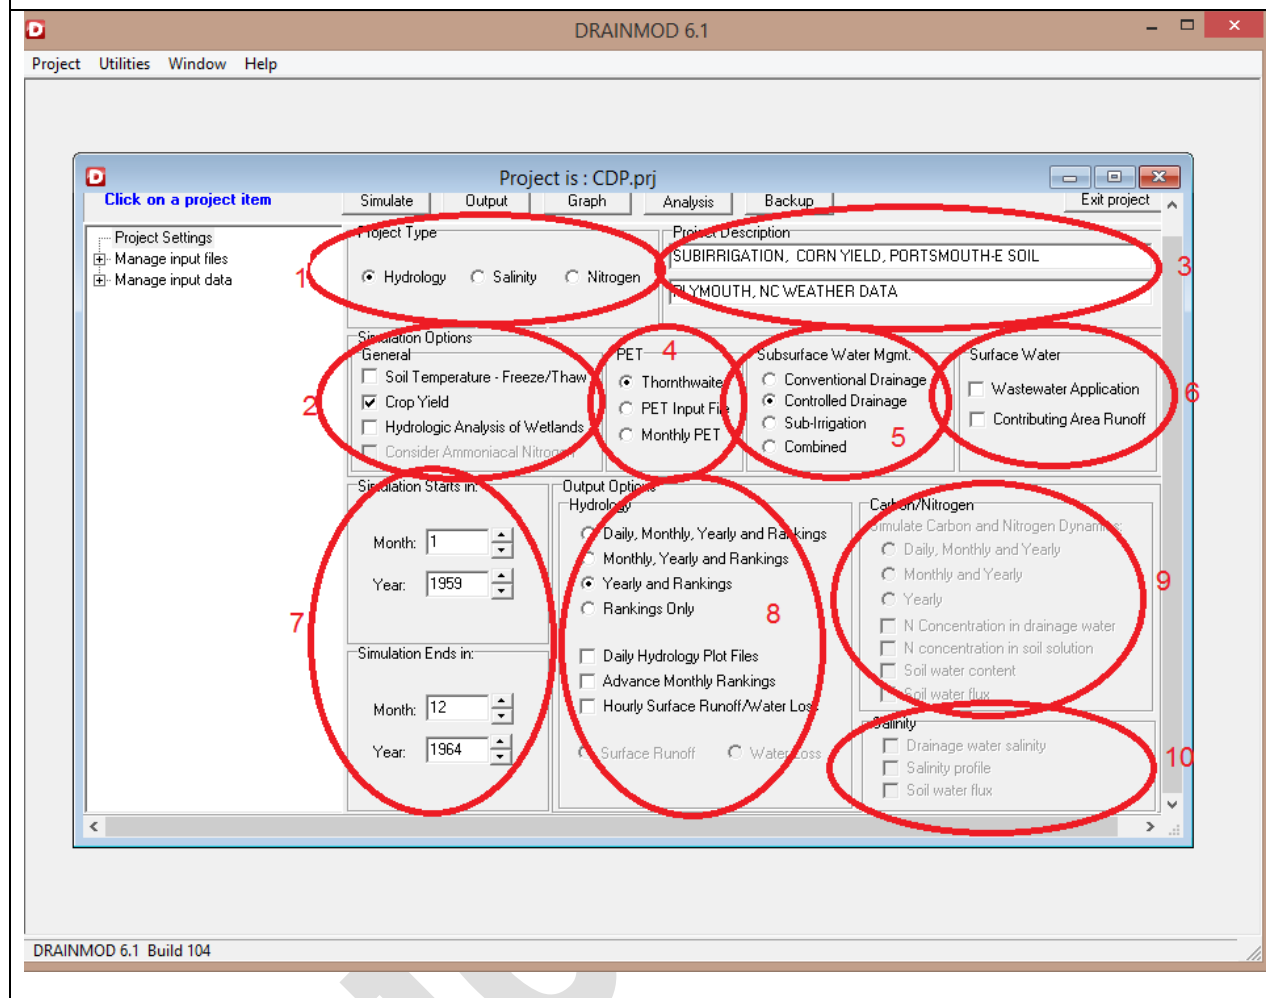 DRAINMOD 6.1
Project Utilities Window Help
Project is : CDP.prj
Click on a project item
Simulate Output Graph Analysis Backup Exit project
Project Settings
Manage input files
Manage input data
1
Project Type
Hydrology Salinity Nitrogen
Project Description
SUBIRRIGATION, CORN YIELD, PORTSMOUTH-E SOIL
PLYMOUTH, NC WEATHER DATA
3
Simulation Options
2
General
Soil Temperature - Freeze/Thaw
Crop Yield
Hydrologic Analysis of Wetlands
Consider Ammoniacal Nitrogen
PET
4
Thornthwaite
PET Input File
Monthly PET
Subsurface Water Mgmt.
Conventional Drainage
Controlled Drainage
Sub-Irrigation
Combined
5
Surface Water
Wastewater Application
Contributing Area Runoff
6
Simulation Starts in:
Month: 1
Year: 1959
7
Simulation Ends in:
Month: 12
Year: 1964
Output Options
Hydrology
Daily, Monthly, Yearly and Rankings
Monthly, Yearly and Rankings
Yearly and Rankings
Rankings Only
8
Daily Hydrology Plot Files
Advance Monthly Rankings
Hourly Surface Runoff/Water Loss
Surface Runoff Water Loss
Carbon/Nitrogen
Simulate Carbon and Nitrogen Dynamics:
Daily, Monthly and Yearly
Monthly and Yearly
Yearly
N Concentration in drainage water
N concentration in soil solution
Soil water content
Soil water flux
9
Salinity
Drainage water salinity
Salinity profile
Soil water flux
10
DRAINMOD 6.1 Build 104